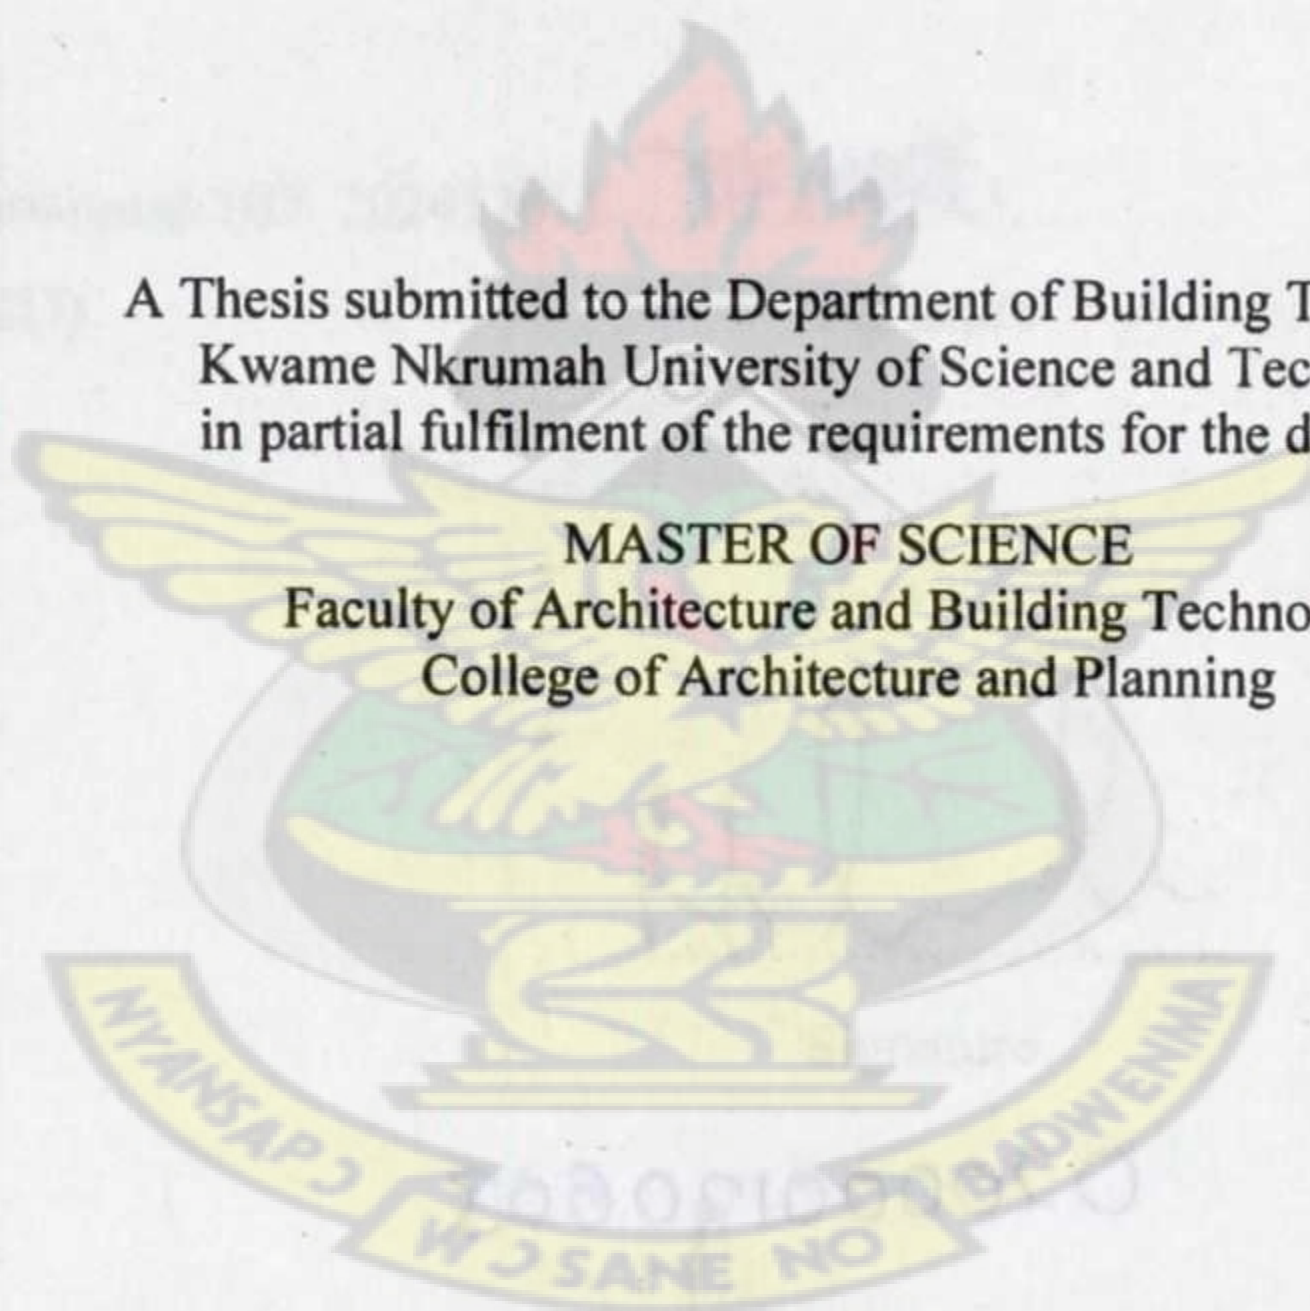 A Thesis submitted to the Department of Building T
Kwame Nkrumah University of Science and Tec
in partial fulfilment of the requirements for the d
MASTER OF SCIENCE
Faculty of Architecture and Building Techno
College of Architecture and Planning
NYANSAPƆ
WƆSANE NO
BADWENMA